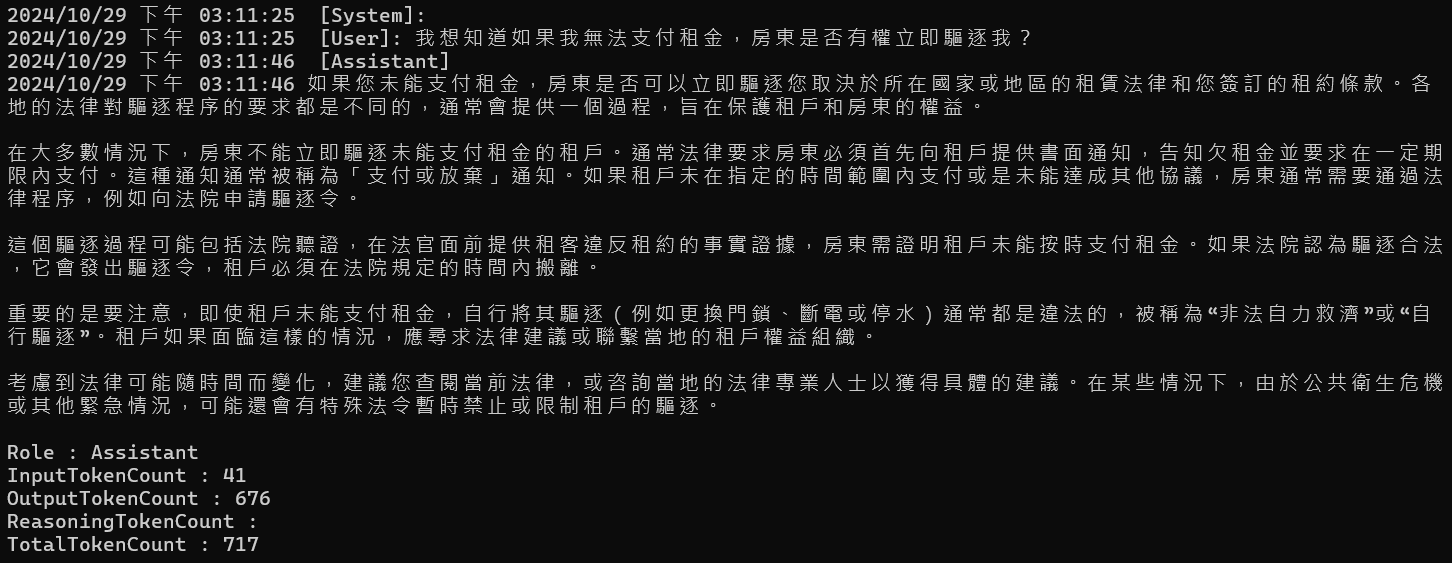 2024/10/29 下午 03:11:25  [System]:
2024/10/29 下午 03:11:25  [User]: 我想知道如果我無法支付租金，房東是否有權立即驅逐我？
2024/10/29 下午 03:11:46  [Assistant]
2024/10/29 下午 03:11:46 如果您未能支付租金，房東是否可以立即驅逐您取決於所在國家或地區的租賃法律和您簽訂的租約條款。各
地的法律對驅逐程序的要求都是不同的，通常會提供一個過程，旨在保護租戶和房東的權益。

在大多數情況下，房東不能立即驅逐未能支付租金的租戶。通常法律要求房東必須首先向租戶提供書面通知，告知欠租金並要求在一定期
限內支付。這種通知通常被稱為「支付或放棄」通知。如果租戶未在指定的時間範圍內支付或是未能達成其他協議，房東通常需要通過法
律程序，例如向法院申請驅逐令。

這個驅逐過程可能包括法院聽證，在法官面前提供租客違反租約的事實證據，房東需證明租戶未能按時支付租金。如果法院認為驅逐合法
，它會發出驅逐令，租戶必須在法院規定的時間內搬離。

重要的是要注意，即使租戶未能支付租金，自行將其驅逐（例如更換門鎖、斷電或停水）通常都是違法的，被稱為“非法自力救濟”或“自
行驅逐”。租戶如果面臨這樣的情況，應尋求法律建議或聯繫當地的租戶權益組織。

考慮到法律可能隨時間而變化，建議您查閱當前法律，或咨詢當地的法律專業人士以獲得具體的建議。在某些情況下，由於公共衛生危機
或其他緊急情況，可能還會有特殊法令暫時禁止或限制租戶的驅逐。

Role : Assistant
InputTokenCount : 41
OutputTokenCount : 676
ReasoningTokenCount :
TotalTokenCount : 717